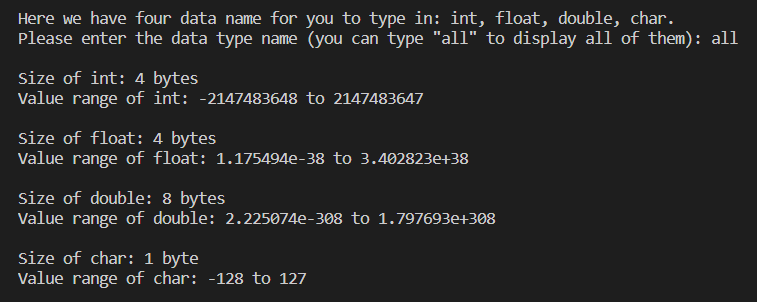 Here we have four data name for you to type in: int, float, double, char.
Please enter the data type name (you can type "all" to display all of them): all
Size of int: 4 bytes
Value range of int: -2147483648 to 2147483647
Size of float: 4 bytes
Value range of float: 1.175494e-38 to 3.402823e+38
Size of double: 8 bytes
Value range of double: 2.225074e-308 to 1.797693e+308
Size of char: 1 byte
Value range of char: -128 to 127